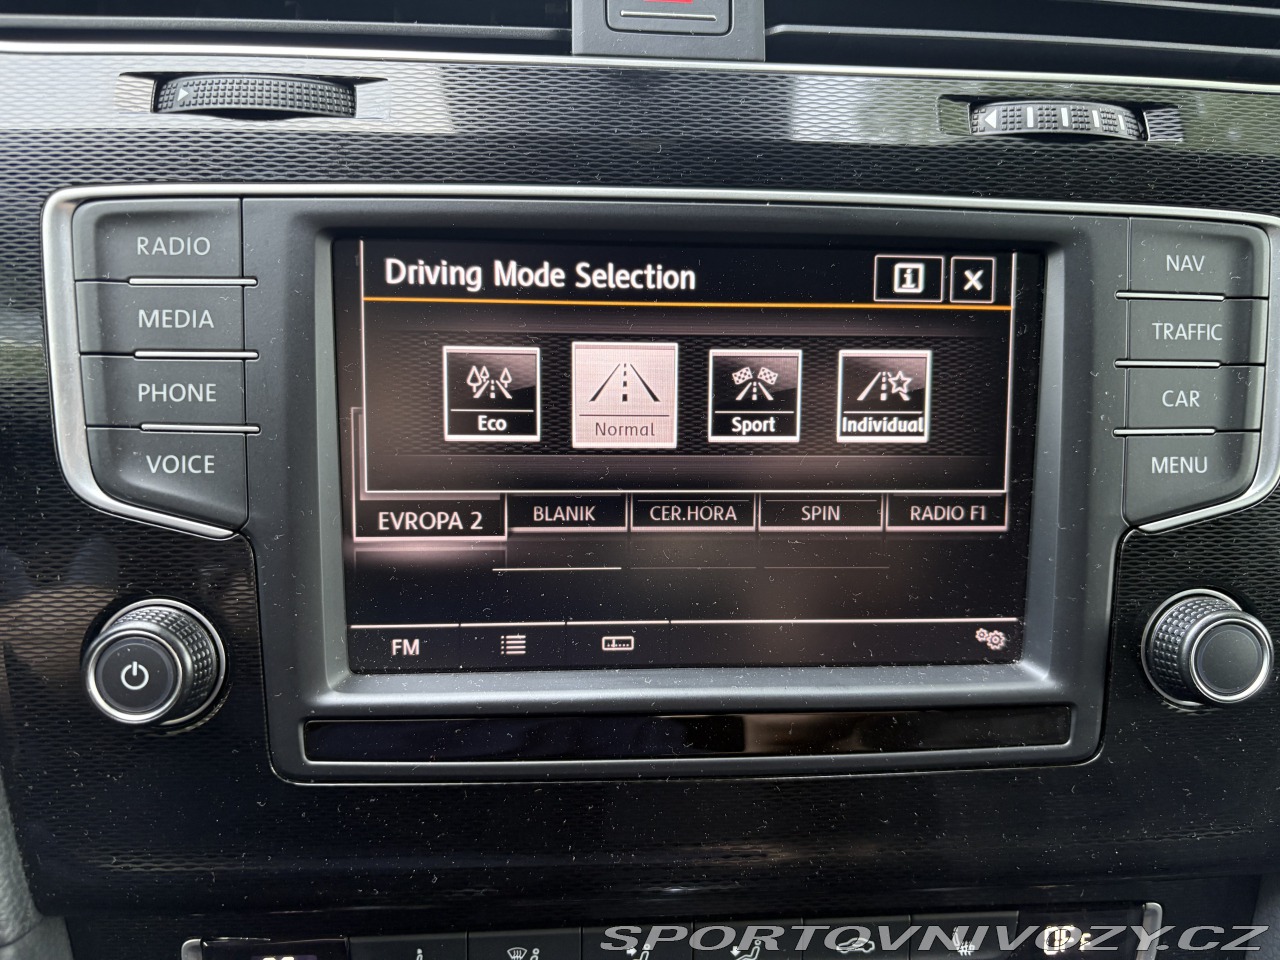 RADIO
MEDIA
PHONE
VOICE
Driving Mode Selection
i
X
Eco
Normal
Sport
Individual
EVROPA 2
BLANIK
CER.HORA
SPIN
RADIO F1
FM
NAV
TRAFFIC
CAR
MENU
OFF
SPORTOVNIVOZY.CZ